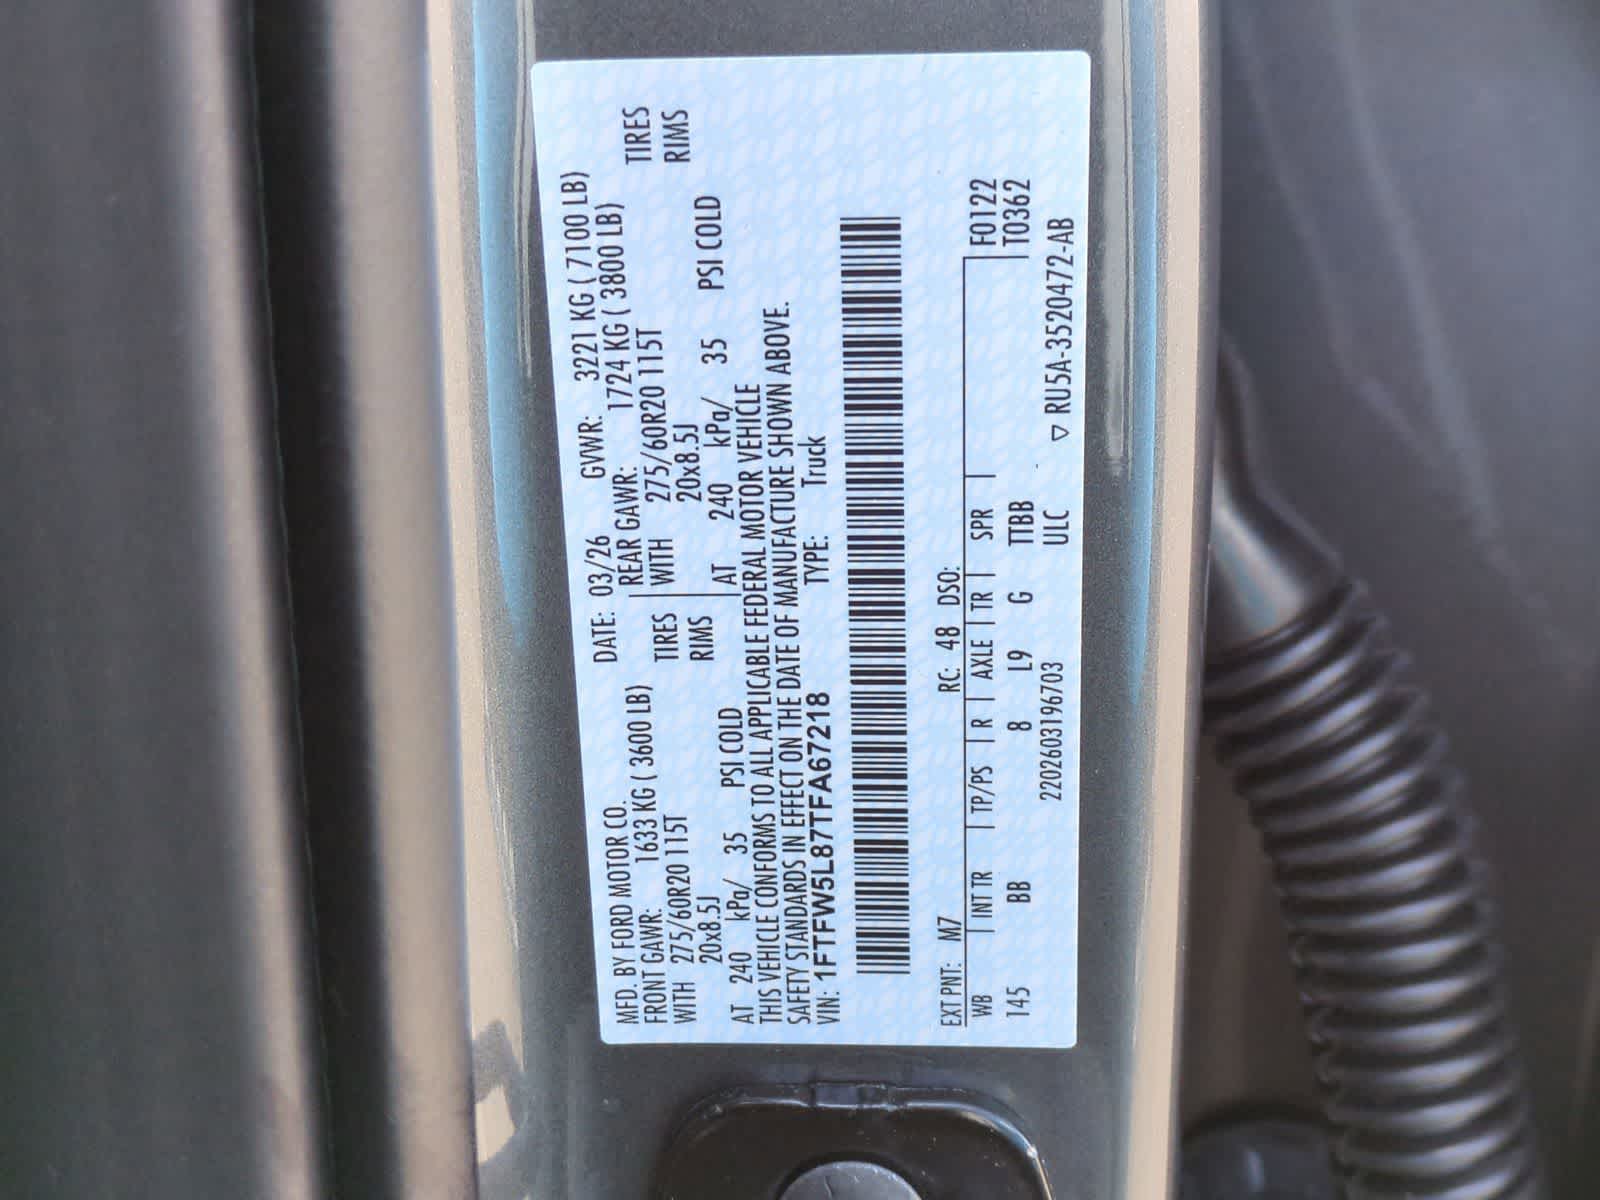 MFD. BY FORD MOTOR CO.
DATE: 03/26 GVWR: 3221 KG ( 7100 LB)
FRONT GAWR: 1633 KG ( 3600 LB) REAR GAWR: 1724 KG ( 3800 LB)
WITH 275/60R20 115T TIRES WITH 275/60R20 115T TIRES
20x8.5J RIMS 20x8.5J RIMS
AT 240 kPa/ 35 PSI COLD AT 240 kPa/ 35 PSI COLD
THIS VEHICLE CONFORMS TO ALL APPLICABLE FEDERAL MOTOR VEHICLE
SAFETY STANDARDS IN EFFECT ON THE DATE OF MANUFACTURE SHOWN ABOVE.
VIN: 1FTFW5L87TFA67218 TYPE: Truck
EXT PNT: M7 RC: 48 DSO:
WB INT TR TP/PS R AXLE TR SPR F0122
145 BB 8 L9 G TTBB T0362
2202603196703 ULC ▽ RU5A-3520472-AB